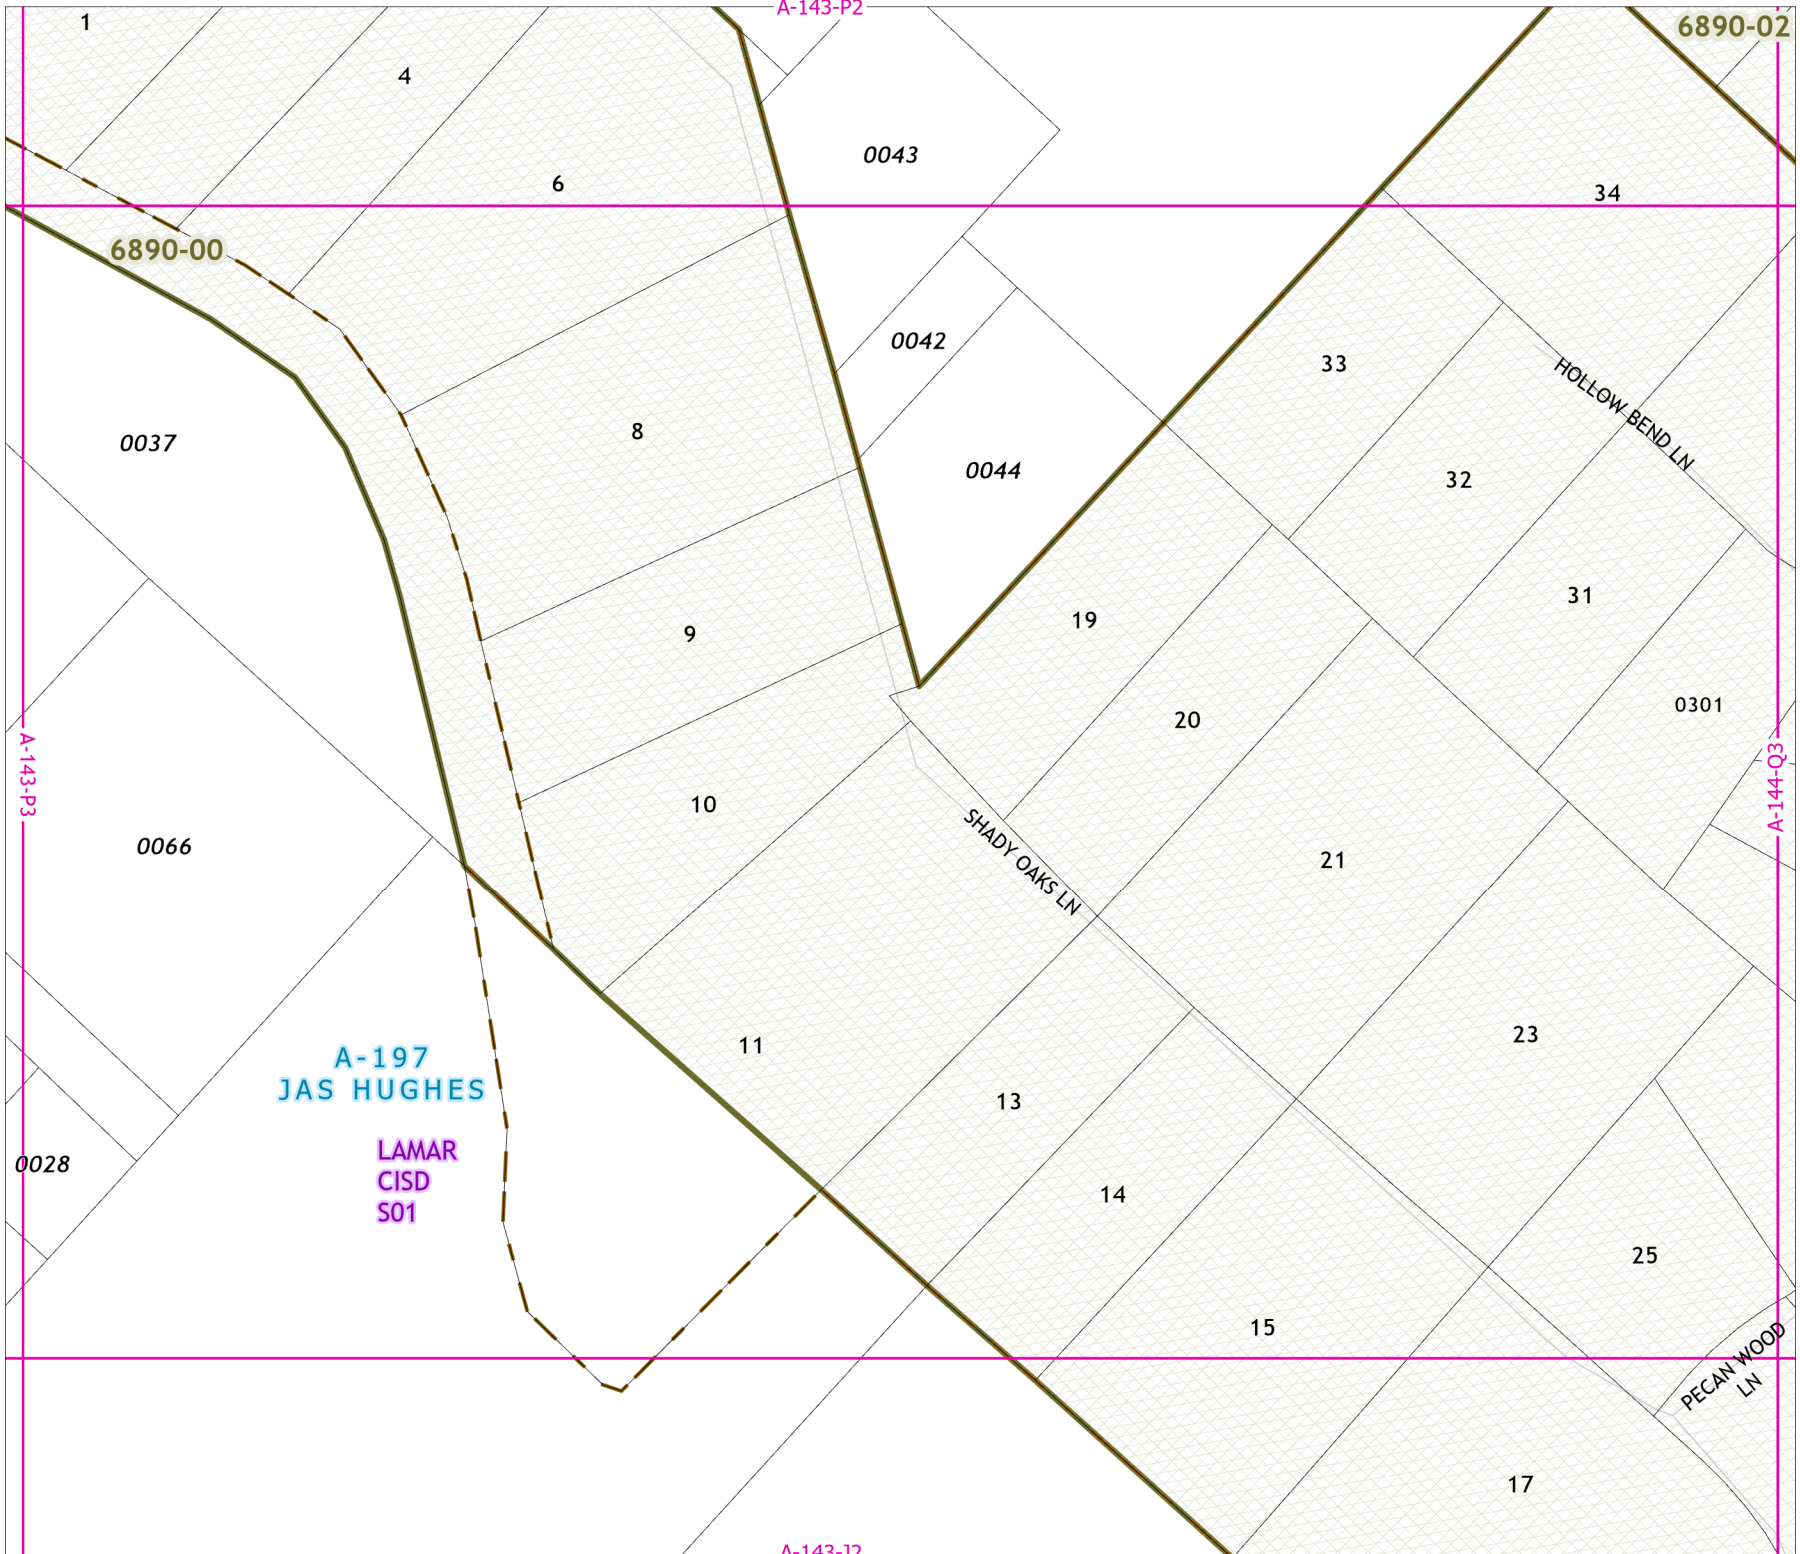 A-143-P2
1
6890-02
4
0043
6
34
6890-00
0042
33
HOLLOW BEND LN
0037
8
0044
32
31
19
9
0301
20
A-143-P3
A-144-Q3
10
SHADY OAKS LN
0066
21
23
11
A-197
JAS HUGHES
13
LAMAR
CISD
S01
0028
14
25
15
PECAN WOOD
LN
17
A-143-J2